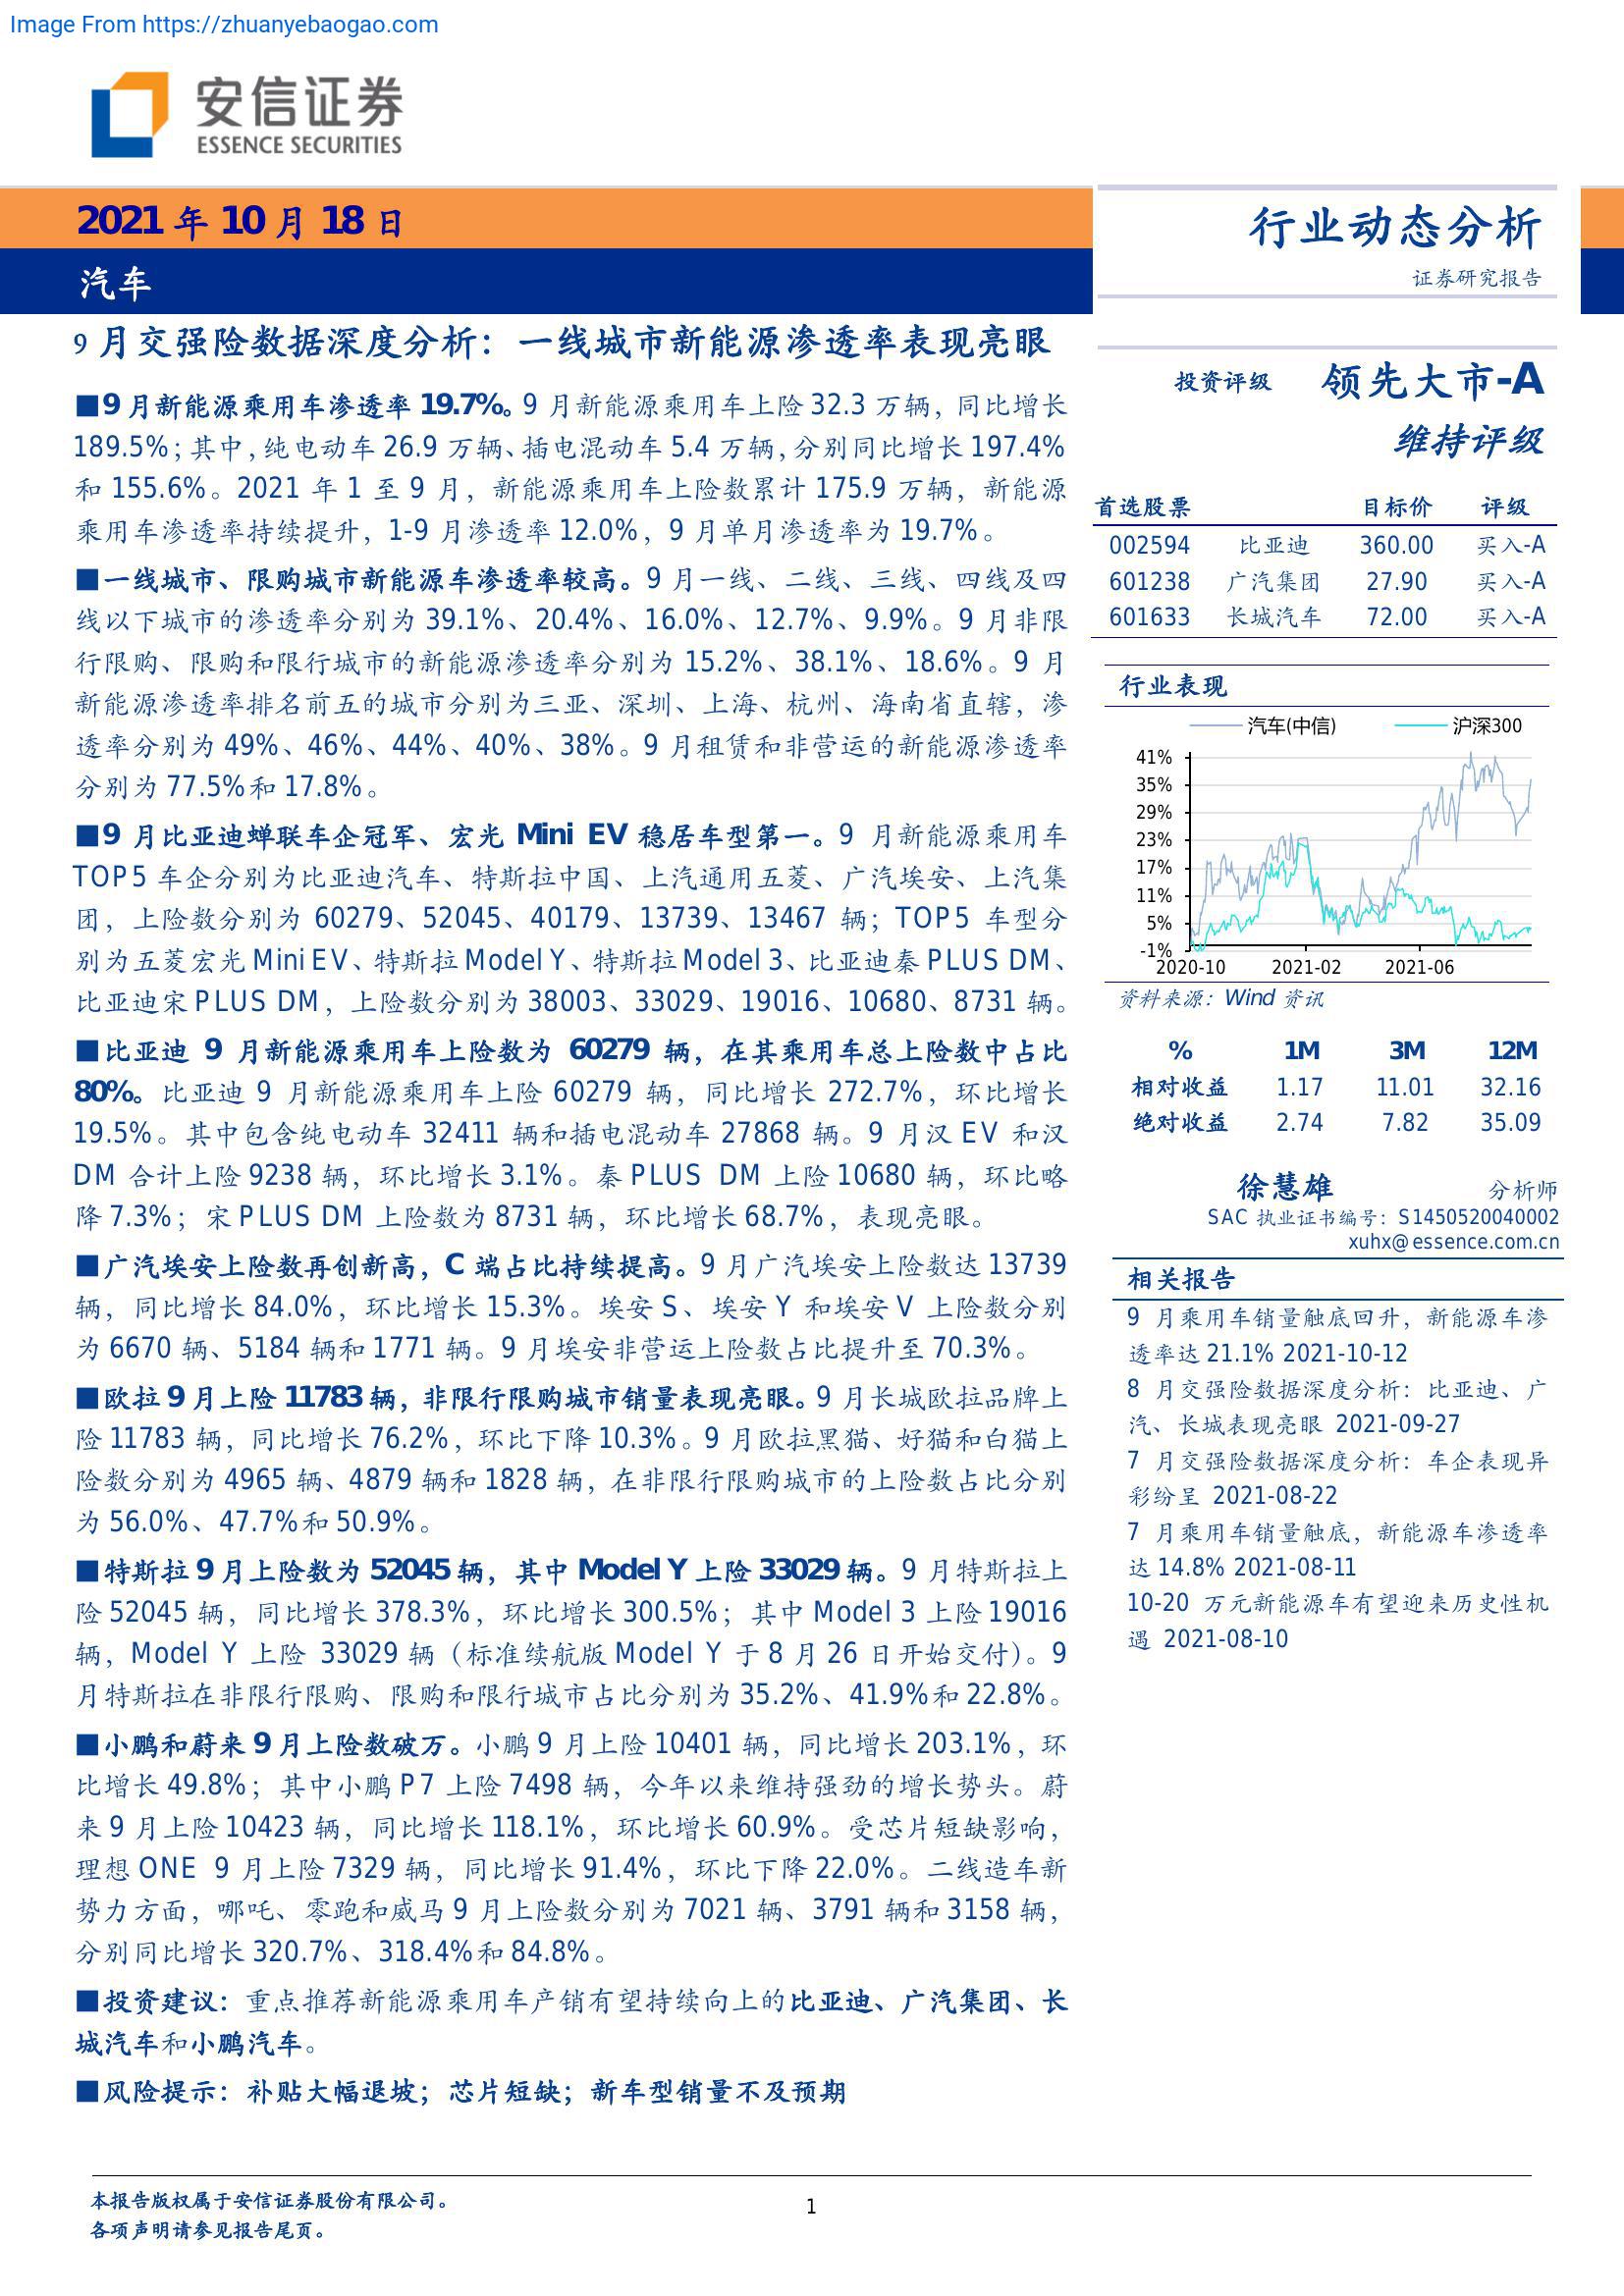 Image From https://zhuanyebaogao.com
安信证券
ESSENCE SECURITIES
2021 年 10 月 18 日
汽车
行业动态分析
证券研究报告
9 月交强险数据深度分析：一线城市新能源渗透率表现亮眼
■9 月新能源乘用车渗透率 19.7%。9 月新能源乘用车上险 32.3 万辆，同比增长
189.5%；其中，纯电动车 26.9 万辆、插电混动车 5.4 万辆，分别同比增长 197.4%
和 155.6%。2021 年 1 至 9 月，新能源乘用车上险数累计 175.9 万辆，新能源
乘用车渗透率持续提升，1-9 月渗透率 12.0%，9 月单月渗透率为 19.7%。
■一线城市、限购城市新能源车渗透率较高。9 月一线、二线、三线、四线及四
线以下城市的渗透率分别为 39.1%、20.4%、16.0%、12.7%、9.9%。9 月非限
行限购、限购和限行城市的新能源渗透率分别为 15.2%、38.1%、18.6%。9 月
新能源渗透率排名前五的城市分别为三亚、深圳、上海、杭州、海南省直辖，渗
透率分别为 49%、46%、44%、40%、38%。9 月租赁和非营运的新能源渗透率
分别为 77.5%和 17.8%。
■9 月比亚迪蝉联车企冠军、宏光 Mini EV 稳居车型第一。9 月新能源乘用车
TOP5 车企分别为比亚迪汽车、特斯拉中国、上汽通用五菱、广汽埃安、上汽集
团，上险数分别为 60279、52045、40179、13739、13467 辆；TOP5 车型分
别为五菱宏光 Mini EV、特斯拉 Model Y、特斯拉 Model 3、比亚迪秦 PLUS DM、
比亚迪宋 PLUS DM，上险数分别为 38003、33029、19016、10680、8731 辆。
■比亚迪 9 月新能源乘用车上险数为 60279 辆，在其乘用车总上险数中占比
80%。比亚迪 9 月新能源乘用车上险 60279 辆，同比增长 272.7%，环比增长
19.5%。其中包含纯电动车 32411 辆和插电混动车 27868 辆。9 月汉 EV 和汉
DM 合计上险 9238 辆，环比增长 3.1%。秦 PLUS DM 上险 10680 辆，环比略
降 7.3%；宋 PLUS DM 上险数为 8731 辆，环比增长 68.7%，表现亮眼。
■广汽埃安上险数再创新高，C 端占比持续提高。9 月广汽埃安上险数达 13739
辆，同比增长 84.0%，环比增长 15.3%。埃安 S、埃安 Y 和埃安 V 上险数分别
为 6670 辆、5184 辆和 1771 辆。9 月埃安非营运上险数占比提升至 70.3%。
■欧拉 9 月上险 11783 辆，非限行限购城市销量表现亮眼。9 月长城欧拉品牌上
险 11783 辆，同比增长 76.2%，环比下降 10.3%。9 月欧拉黑猫、好猫和白猫上
险数分别为 4965 辆、4879 辆和 1828 辆，在非限行限购城市的上险数占比分别
为 56.0%、47.7%和 50.9%。
■特斯拉 9 月上险数为 52045 辆，其中 Model Y 上险 33029 辆。9 月特斯拉上
险 52045 辆，同比增长 378.3%，环比增长 300.5%；其中 Model 3 上险 19016
辆，Model Y 上险 33029 辆（标准续航版 Model Y 于 8 月 26 日开始交付）。9
月特斯拉在非限行限购、限购和限行城市占比分别为 35.2%、41.9%和 22.8%。
■小鹏和蔚来 9 月上险数破万。小鹏 9 月上险 10401 辆，同比增长 203.1%，环
比增长 49.8%；其中小鹏 P7 上险 7498 辆，今年以来维持强劲的增长势头。蔚
来 9 月上险 10423 辆，同比增长 118.1%，环比增长 60.9%。受芯片短缺影响，
理想 ONE 9 月上险 7329 辆，同比增长 91.4%，环比下降 22.0%。二线造车新
势力方面，哪吒、零跑和威马 9 月上险数分别为 7021 辆、3791 辆和 3158 辆，
分别同比增长 320.7%、318.4%和 84.8%。
■投资建议：重点推荐新能源乘用车产销有望持续向上的比亚迪、广汽集团、长
城汽车和小鹏汽车。
■风险提示：补贴大幅退坡；芯片短缺；新车型销量不及预期
投资评级 领先大市-A
维持评级
首选股票 目标价 评级
002594 比亚迪 360.00 买入-A
601238 广汽集团 27.90 买入-A
601633 长城汽车 72.00 买入-A
行业表现
汽车(中信) 沪深300
41%
35%
29%
23%
17%
11%
5%
-1%
2020-10 2021-02 2021-06
资料来源：Wind 资讯
% 1M 3M 12M
相对收益 1.17 11.01 32.16
绝对收益 2.74 7.82 35.09
徐慧雄 分析师
SAC 执业证书编号：S1450520040002
xuhx@essence.com.cn
相关报告
9 月乘用车销量触底回升，新能源车渗
透率达 21.1% 2021-10-12
8 月交强险数据深度分析：比亚迪、广
汽、长城表现亮眼 2021-09-27
7 月交强险数据深度分析：车企表现异
彩纷呈 2021-08-22
7 月乘用车销量触底，新能源车渗透率
达 14.8% 2021-08-11
10-20 万元新能源车有望迎来历史性机
遇 2021-08-10
本报告版权属于安信证券股份有限公司。
各项声明请参见报告尾页。
1